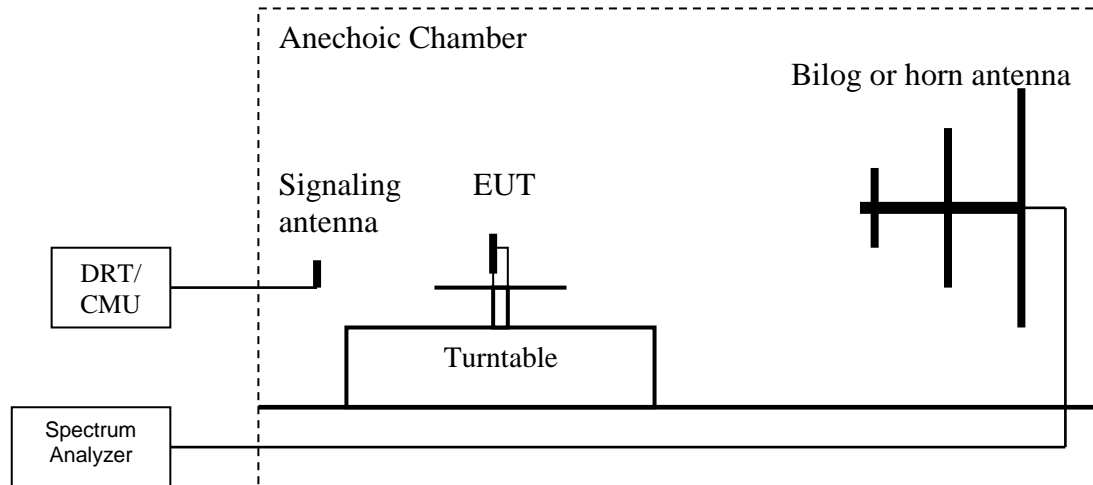 Anechoic Chamber
Bilog or horn antenna
Signaling
antenna
EUT
DRT/
CMU
Turntable
Spectrum
Analyzer